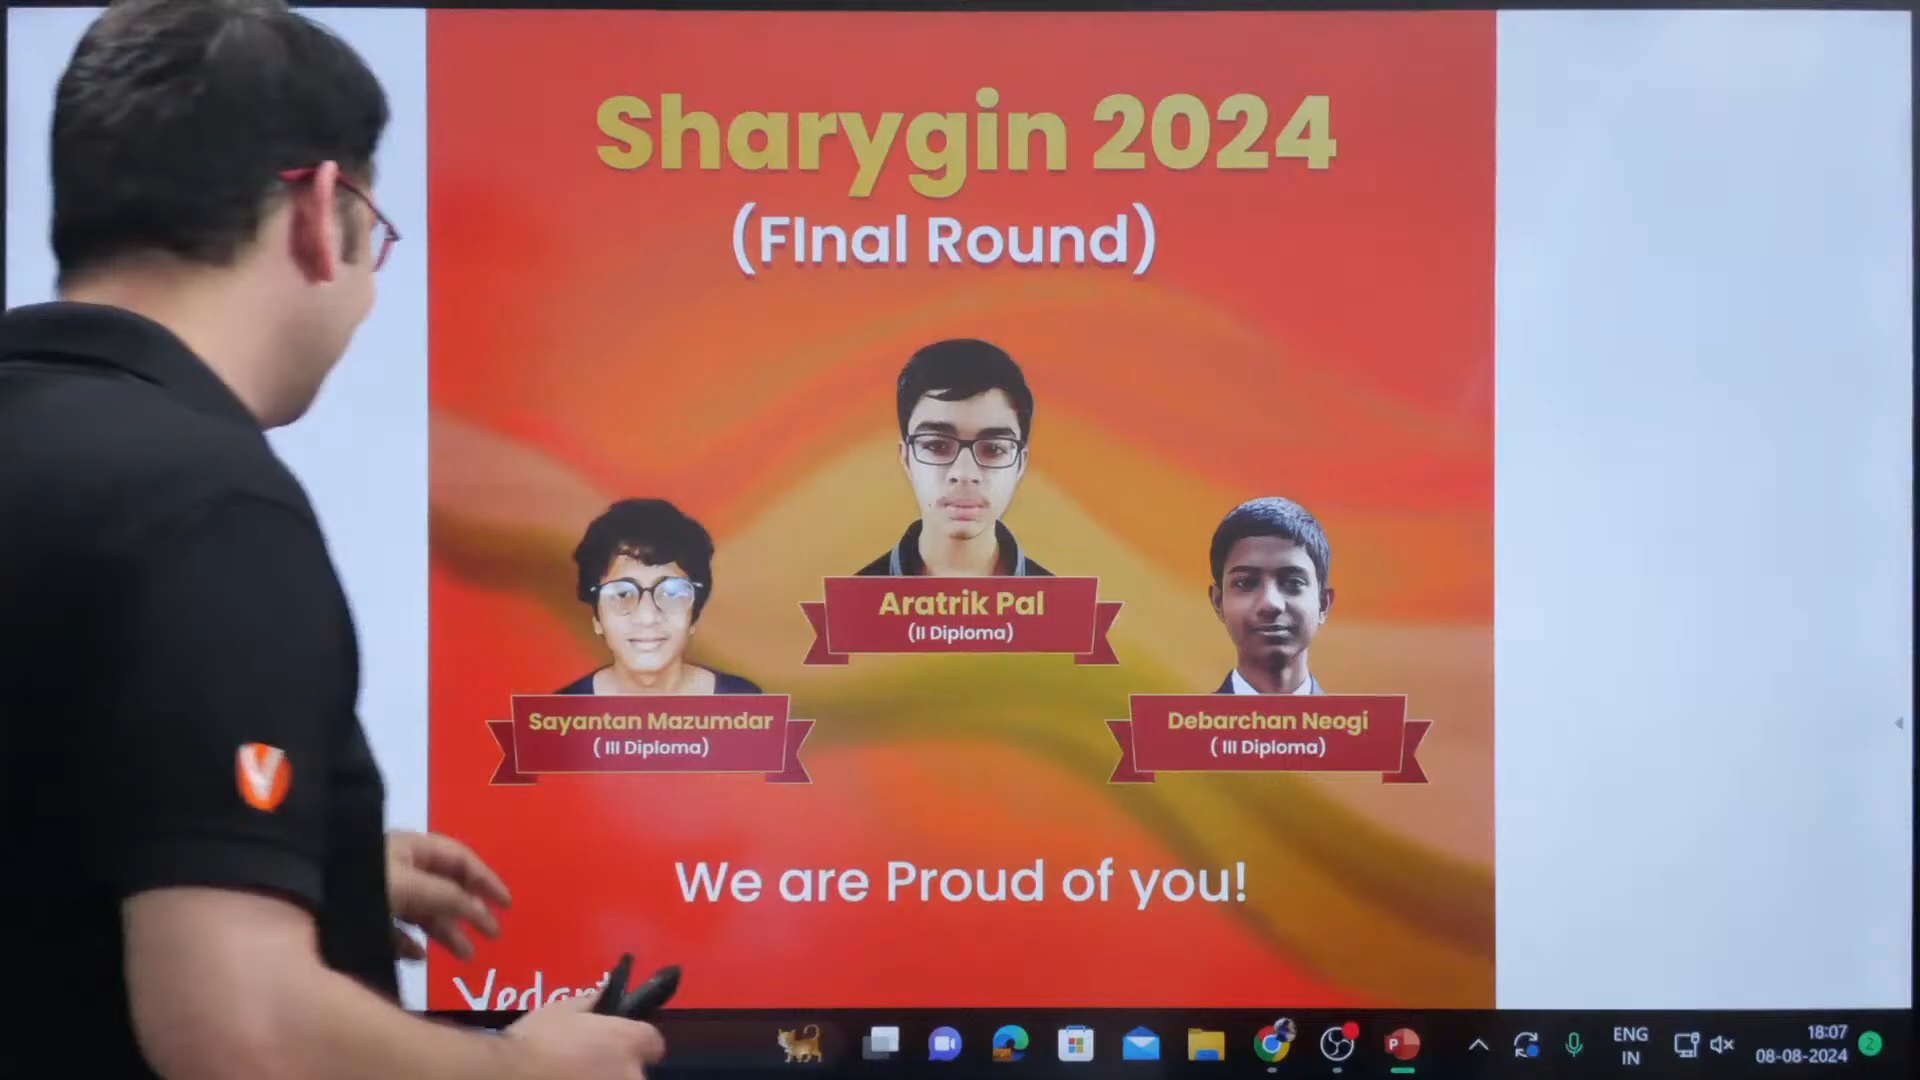 Sharygin 2024
(FInal Round)
Aratrik Pal
(II Diploma)
Sayantan Mazumdar
( III Diploma)
Debarchan Neogi
( III Diploma)
We are Proud of you!
ENG
IN
18:07
08-08-2024
2